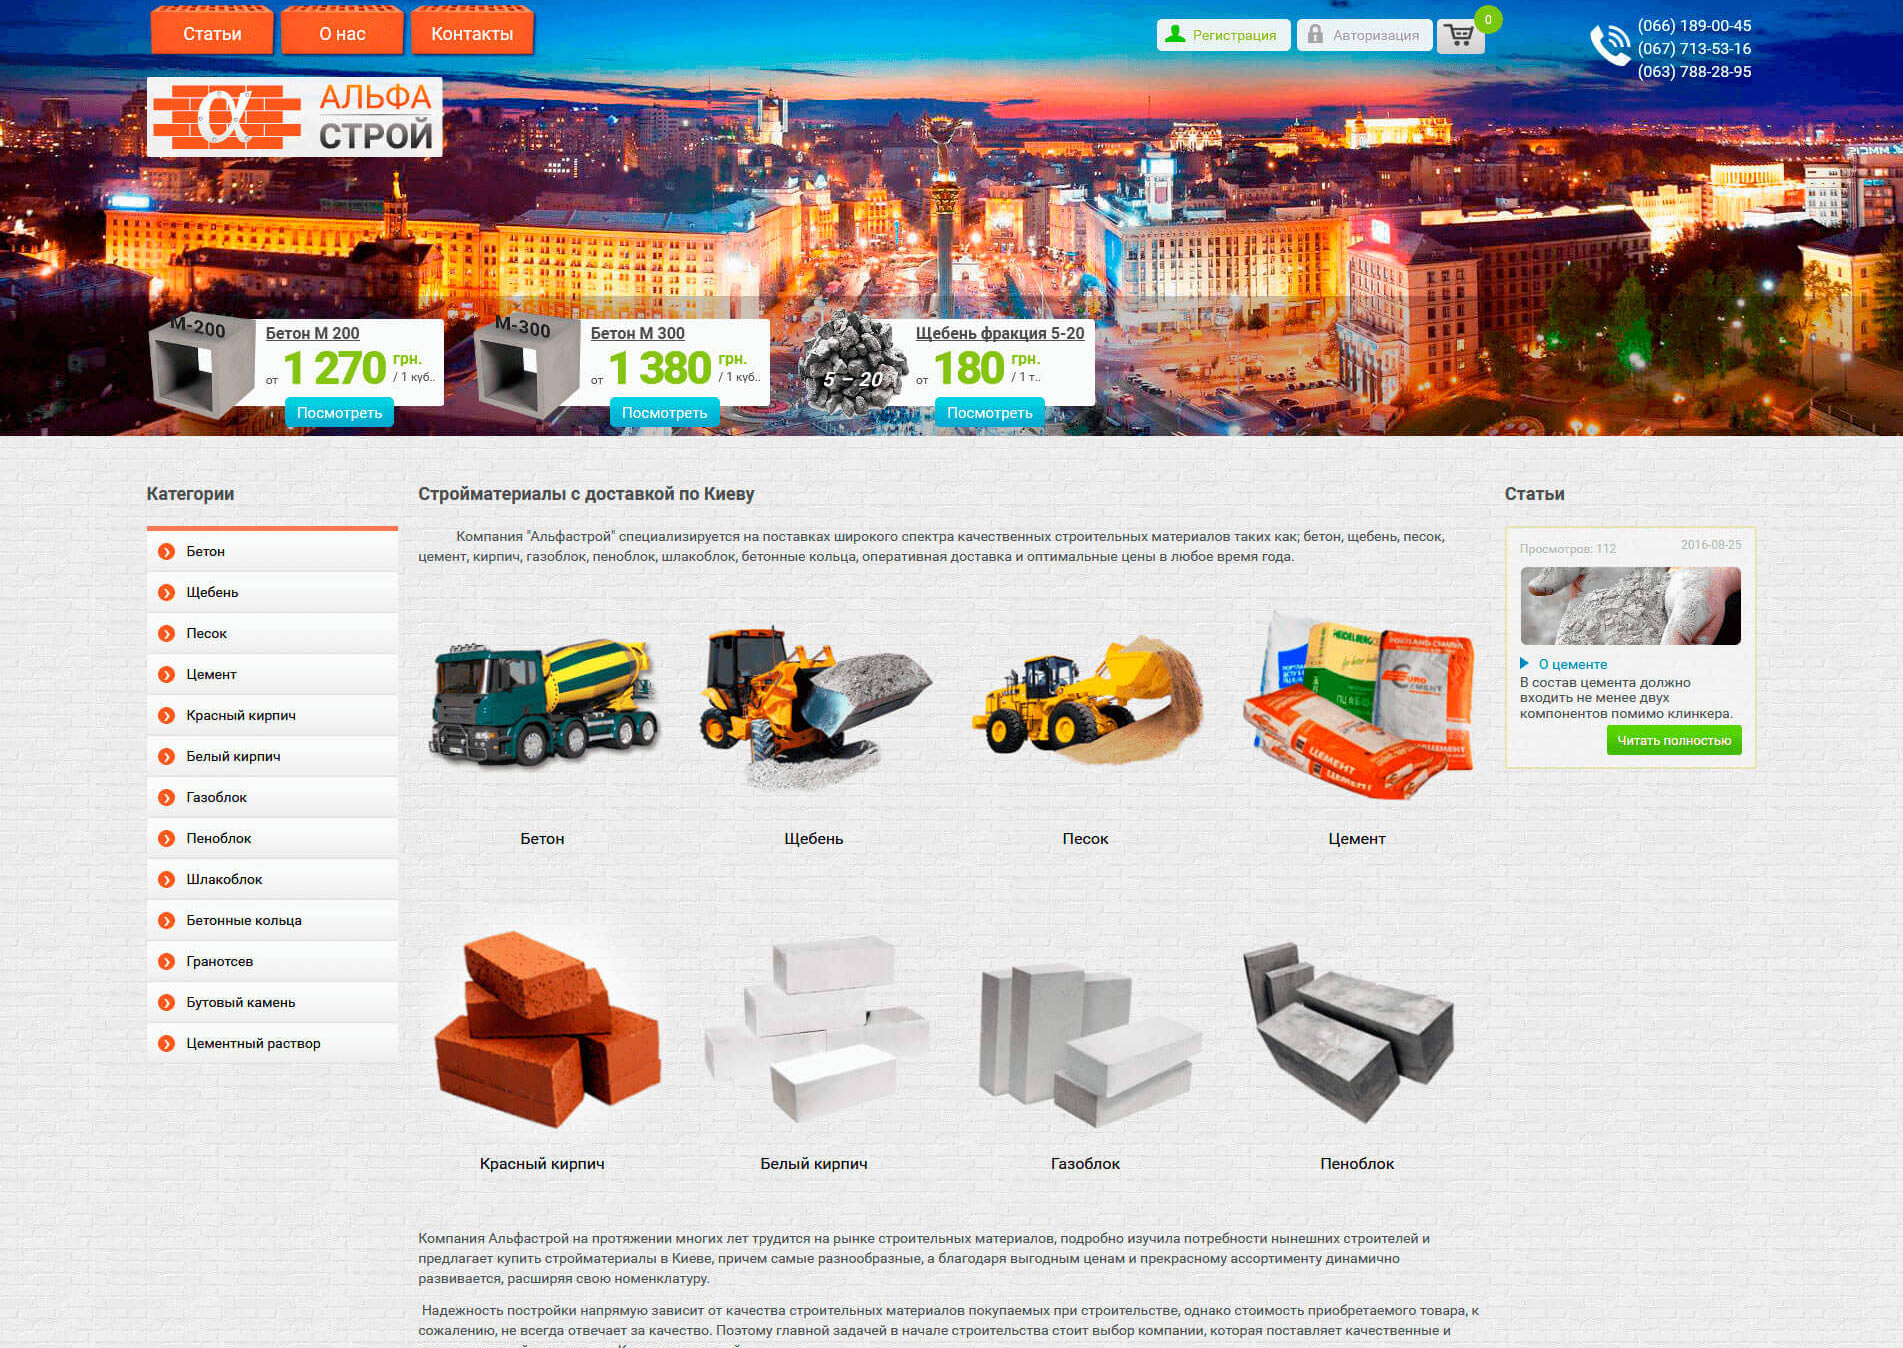 Статьи
О нас
Контакты
Регистрация
Авторизация
0
(066) 189-00-45
(067) 713-53-16
(063) 788-28-95
АЛЬФА
СТРОЙ
М-200
Бетон М 200
от 1 270 грн. / 1 куб..
Посмотреть
М-300
Бетон М 300
от 1 380 грн. / 1 куб..
Посмотреть
5 – 20
Щебень фракция 5-20
от 180 грн. / 1 т..
Посмотреть
Категории
Бетон
Щебень
Песок
Цемент
Красный кирпич
Белый кирпич
Газоблок
Пеноблок
Шлакоблок
Бетонные кольца
Гранотсев
Бутовый камень
Цементный раствор
Стройматериалы с доставкой по Киеву
Компания "Альфастрой" специализируется на поставках широкого спектра качественных строительных материалов таких как; бетон, щебень, песок,
цемент, кирпич, газоблок, пеноблок, шлакоблок, бетонные кольца, оперативная доставка и оптимальные цены в любое время года.
HEIDELBERG
PORTLAND CEMENT
EURO
CEMENT
ЦЕМЕНТ
ЦЕМЕНТ
ЦЕМЕНТ
Бетон
Щебень
Песок
Цемент
Красный кирпич
Белый кирпич
Газоблок
Пеноблок
Компания Альфастрой на протяжении многих лет трудится на рынке строительных материалов, подробно изучила потребности нынешних строителей и
предлагает купить стройматериалы в Киеве, причем самые разнообразные, а благодаря выгодным ценам и прекрасному ассортименту динамично
развивается, расширяя свою номенклатуру.
Надежность постройки напрямую зависит от качества строительных материалов покупаемых при строительстве, однако стоимость приобретаемого товара, к
сожалению, не всегда отвечает за качество. Поэтому главной задачей в начале строительства стоит выбор компании, которая поставляет качественные и
Статьи
Просмотров: 112
2016-08-25
О цементе
В состав цемента должно
входить не менее двух
компонентов помимо клинкера.
Читать полностью